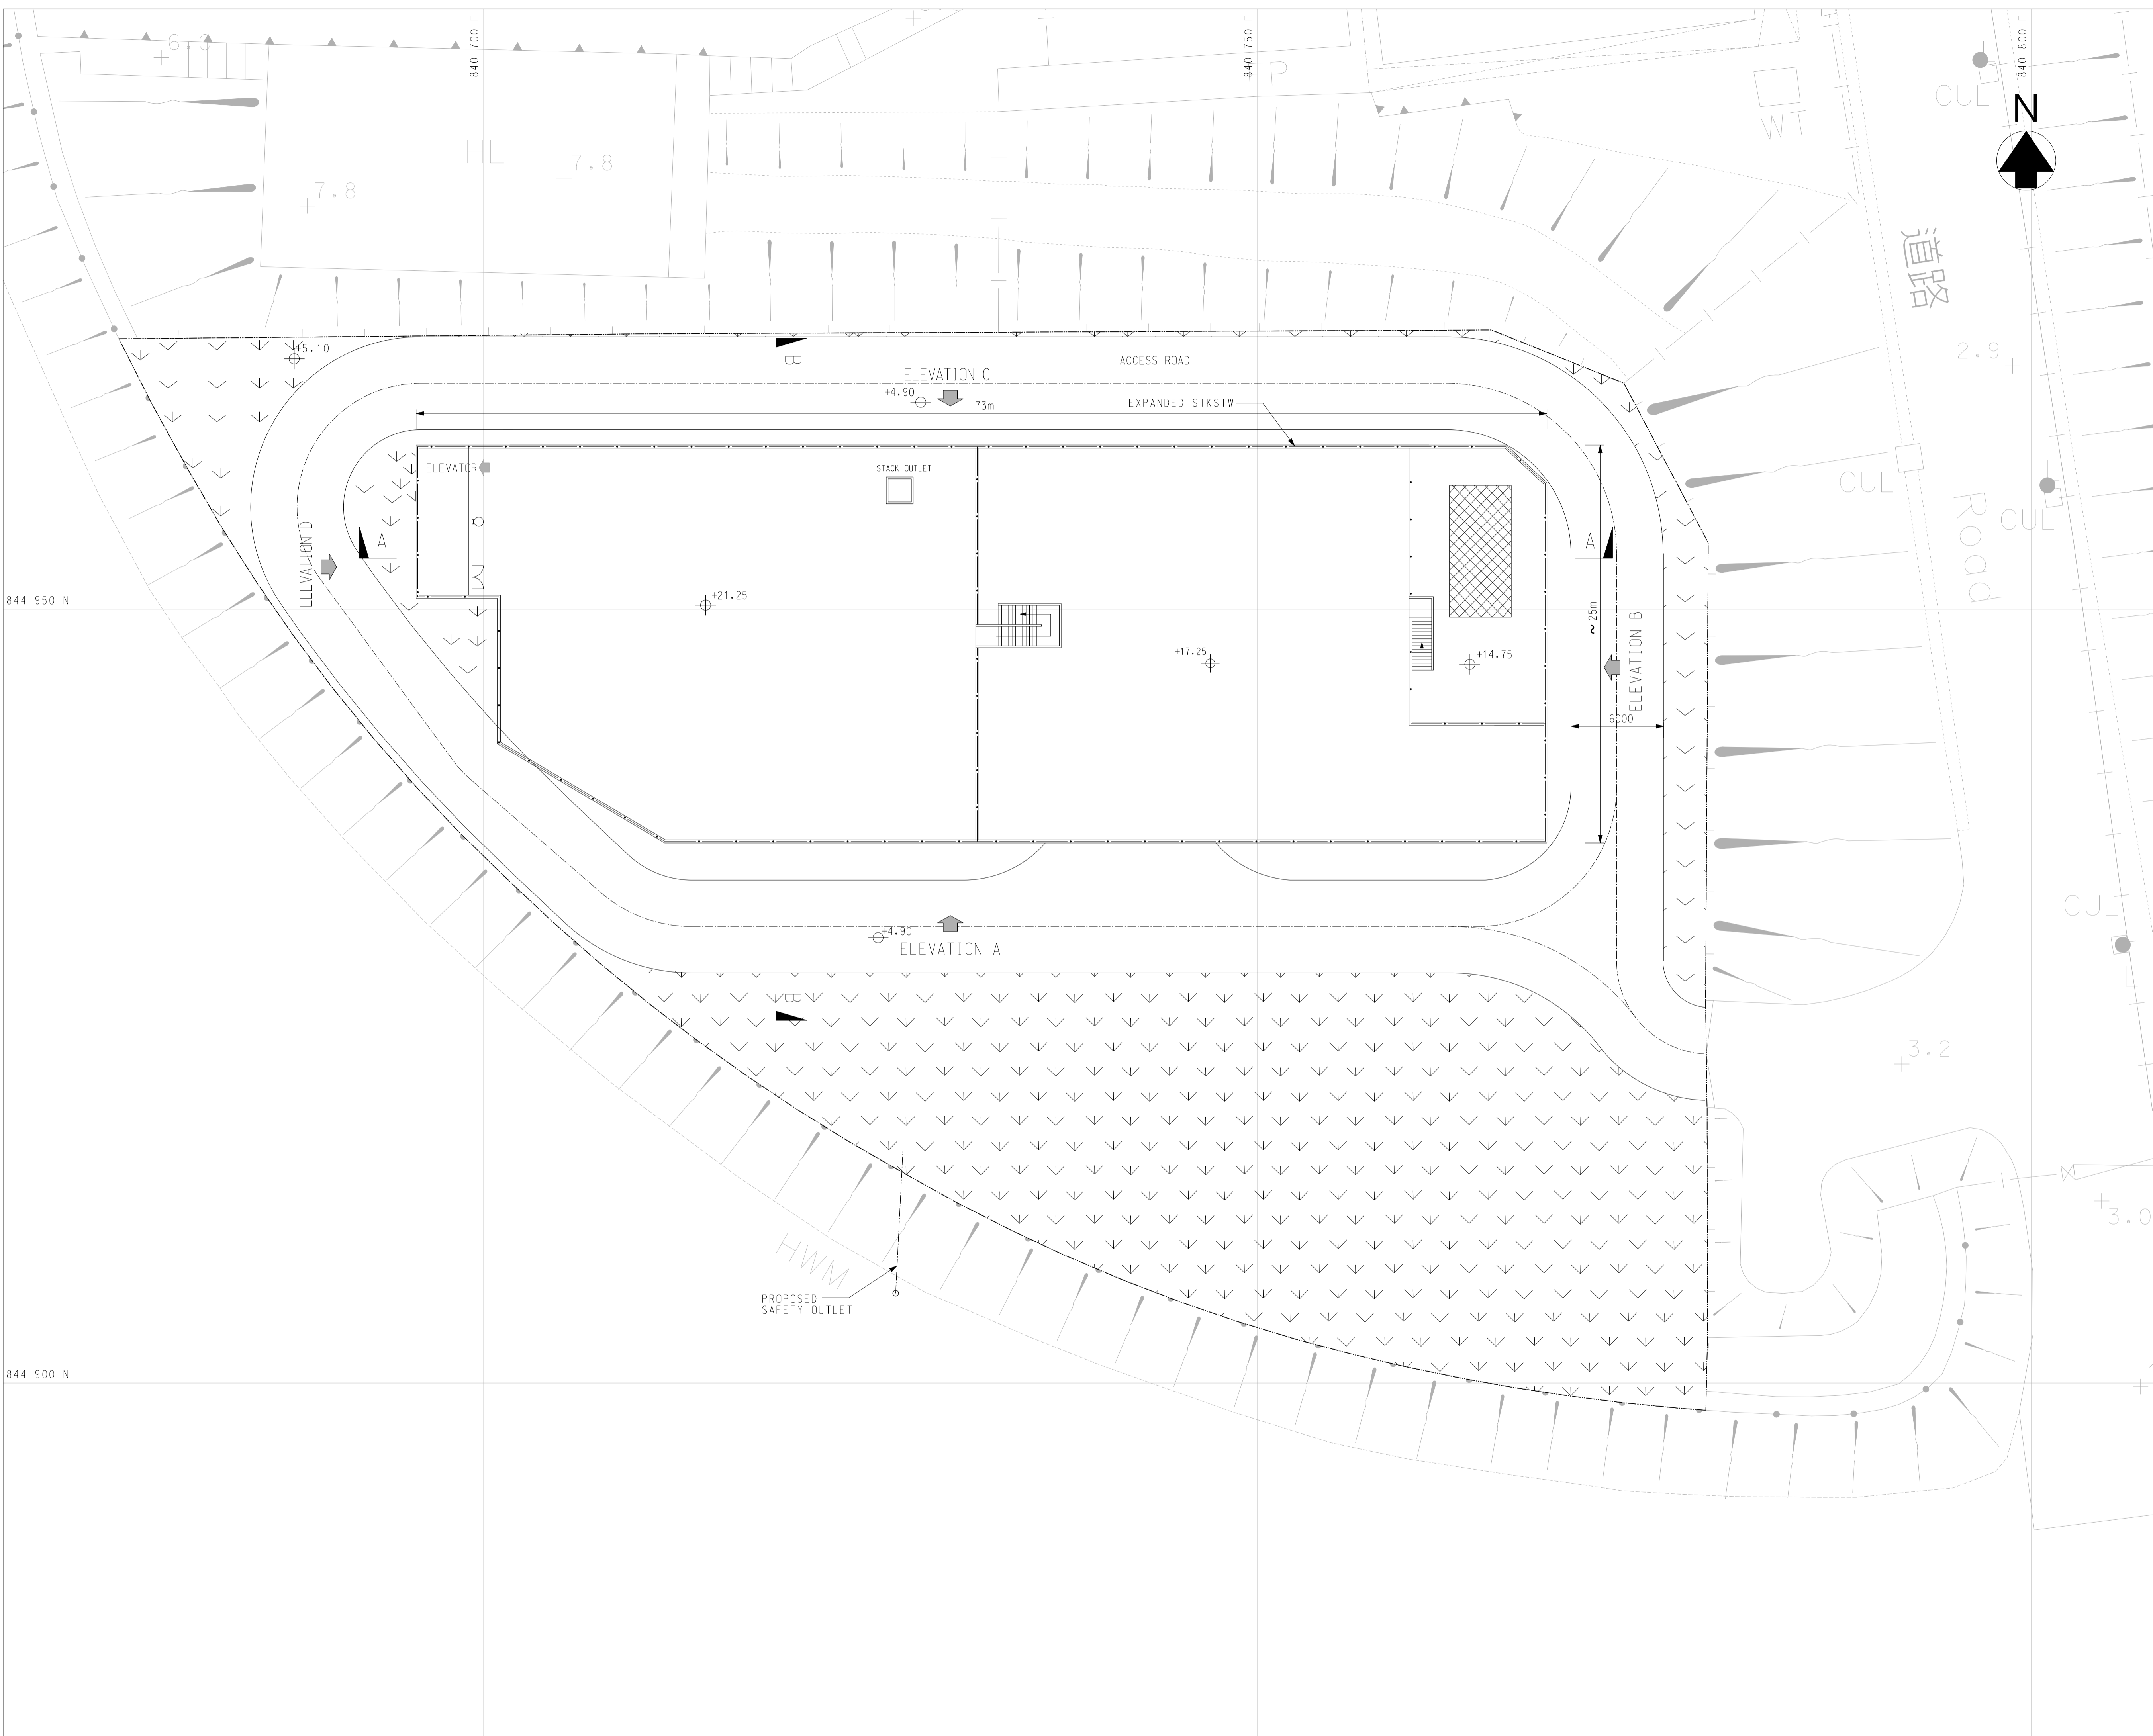 840 700 E
840 750 E
840 800 E
6.0
P
CUL
N
WT
HL
7.8
7.8
道路
+5.10
B
ACCESS ROAD
2.9
ELEVATION C
+4.90
73m
EXPANDED STKSTW
ELEVATOR
STACK OUTLET
CUL
Road
CUL
ELEVATION D
A
A
844 950 N
+21.25
~25m
ELEVATION B
+17.25
+14.75
6000
CUL
+4.90
ELEVATION A
B
3.2
3.0
HWM
PROPOSED
SAFETY OUTLET
844 900 N